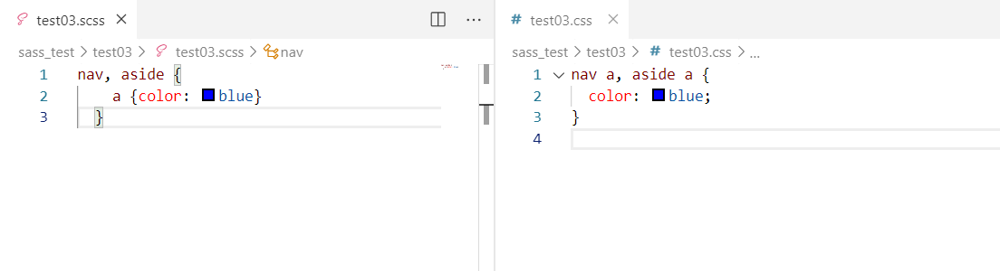 test03.scss
sass_test > test03 > test03.scss > nav
1 nav, aside {
2 a {color: blue}
3 }
test03.css
sass_test > test03 > # test03.css > ...
1 nav a, aside a {
2 color: blue;
3 }
4